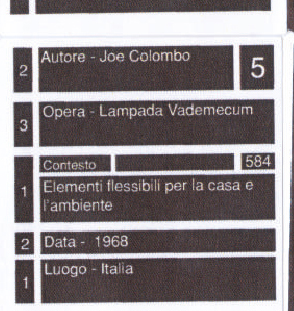 2 Autore - Joe Colombo 5
3 Opera - Lampada Vademecum
Contesto 584
1 Elementi flessibili per la casa e
l'ambiente
2 Data - 1968
1 Luogo - Italia